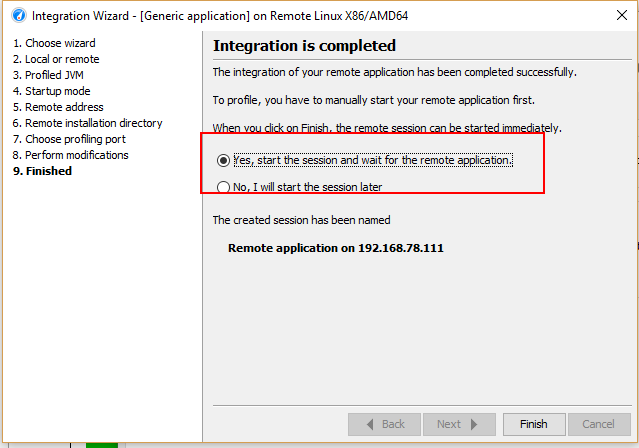 Integration Wizard - [Generic application] on Remote Linux X86/AMD64
1. Choose wizard
2. Local or remote
3. Profiled JVM
4. Startup mode
5. Remote address
6. Remote installation directory
7. Choose profiling port
8. Perform modifications
9. Finished
Integration is completed
The integration of your remote application has been completed successfully.
To profile, you have to manually start your remote application first.
When you click on Finish, the remote session can be started immediately.
Yes, start the session and wait for the remote application.
No, I will start the session later
The created session has been named
Remote application on 192.168.78.111
Back
Next
Finish
Cancel